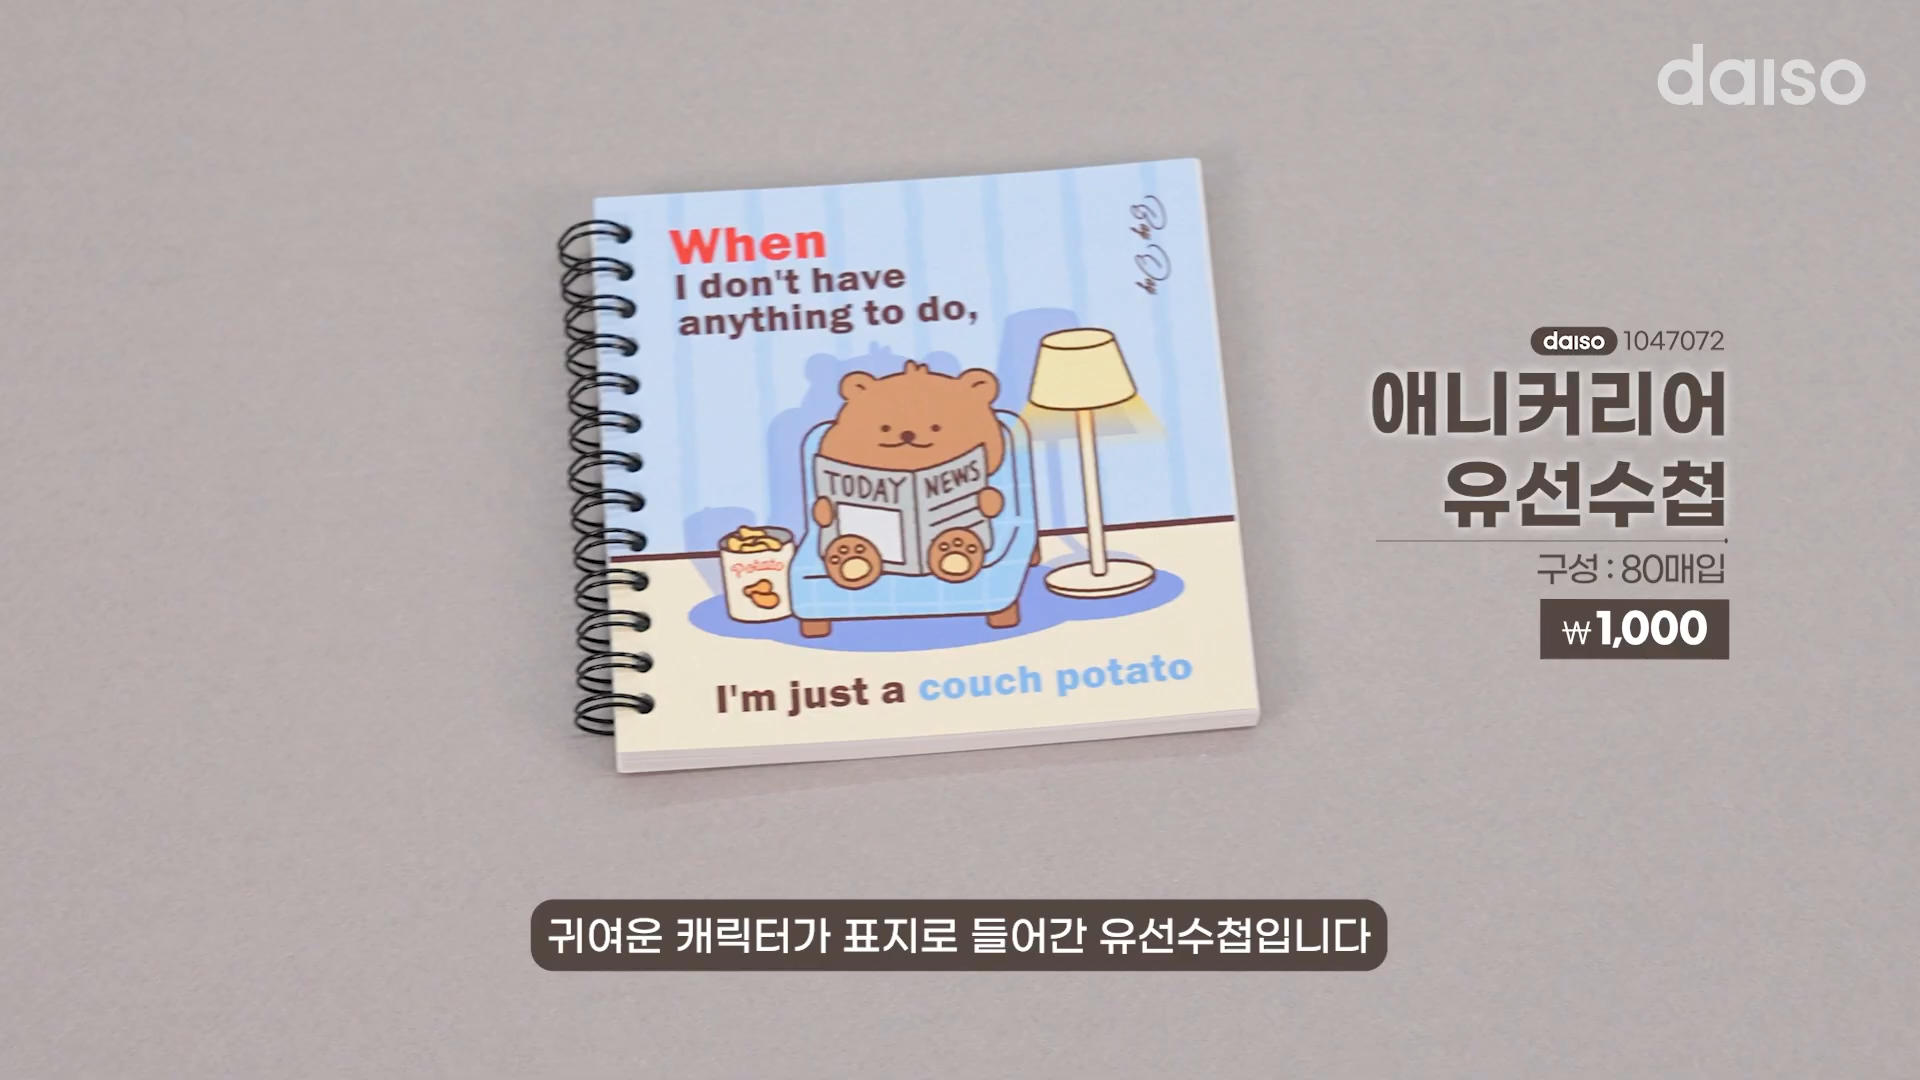 daiso
When
I don't have
anything to do,
TODAY NEWS
Potato
I'm just a couch potato
daiso 1047072
애니커리어
유선수첩
구성 : 80매입
₩1,000
귀여운 캐릭터가 표지로 들어간 유선수첩입니다